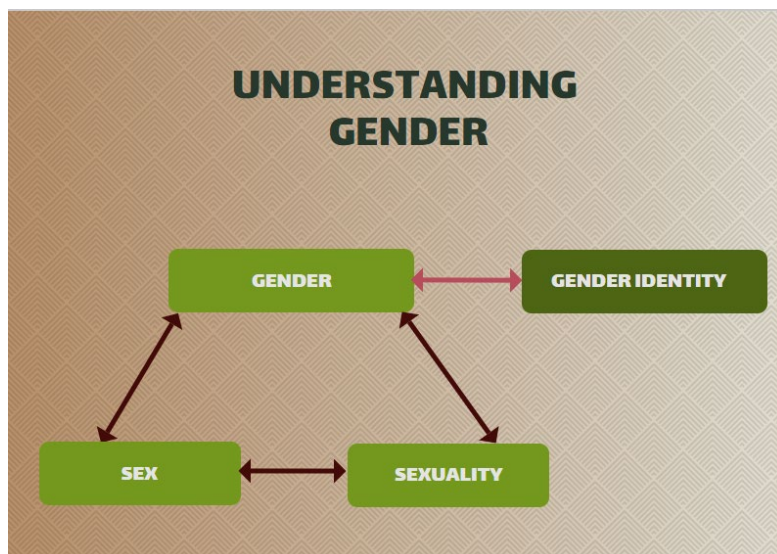 UNDERSTANDING
GENDER
GENDER
GENDER IDENTITY
SEX
SEXUALITY